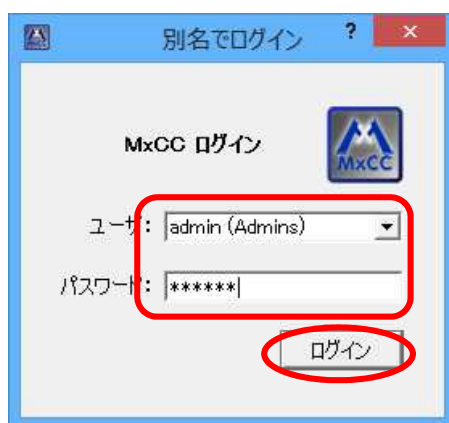 別名でログイン ? ×
MxCC ログイン
MxCC
ユーザ: admin (Admins)
パスワード: ******
ログイン